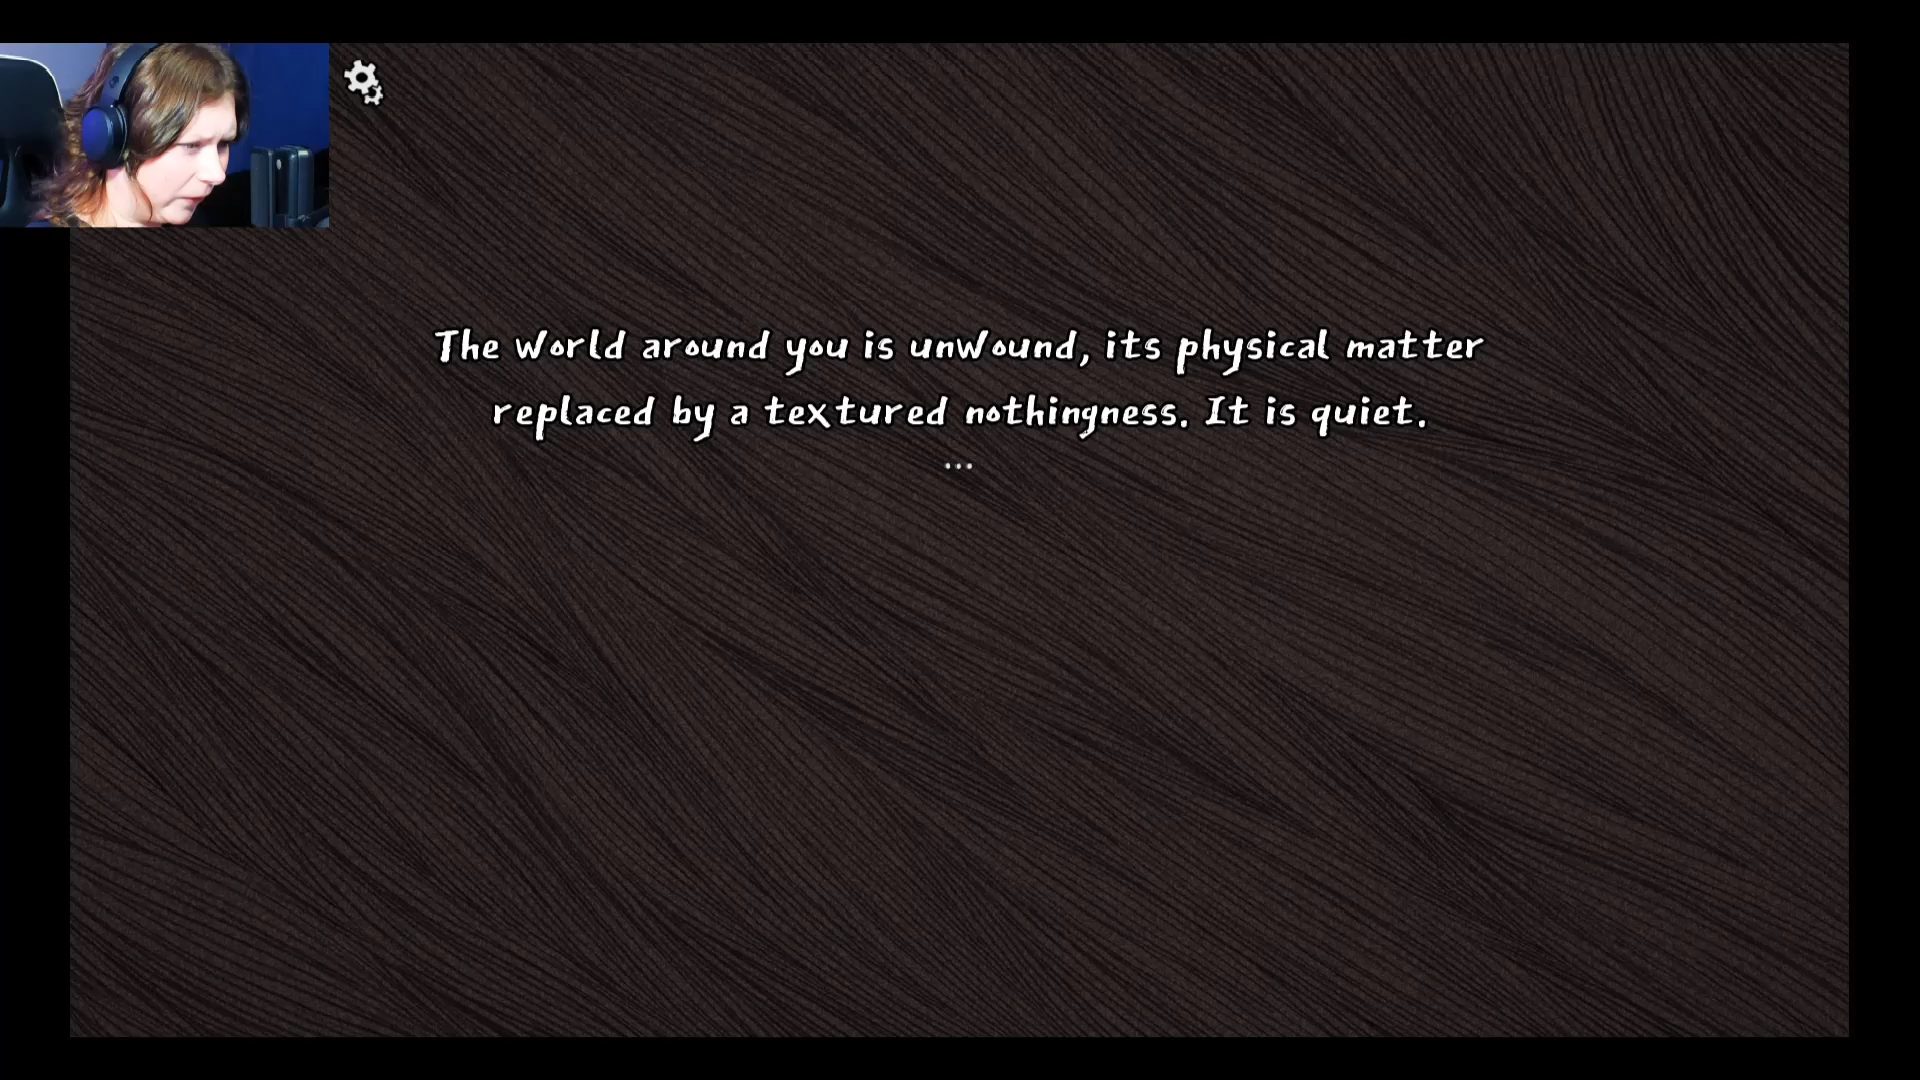 The world around you is unwound, its physical matter
replaced by a textured nothingness. It is quiet.
...